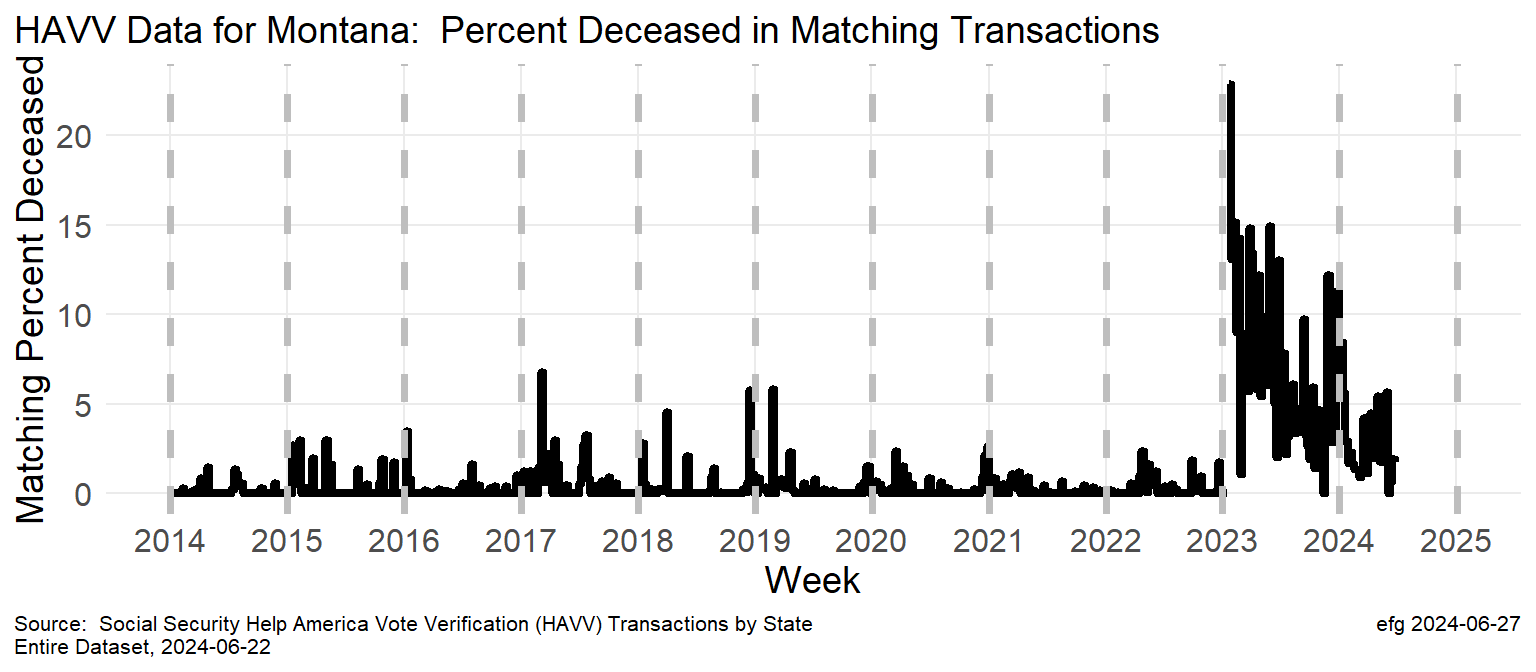 HAVV Data for Montana:  Percent Deceased in Matching Transactions
Matching Percent Deceased
20
15
10
5
0
2014 2015 2016 2017 2018 2019 2020 2021 2022 2023 2024 2025
Week
Source:  Social Security Help America Vote Verification (HAVV) Transactions by State
Entire Dataset, 2024-06-22
efg 2024-06-27